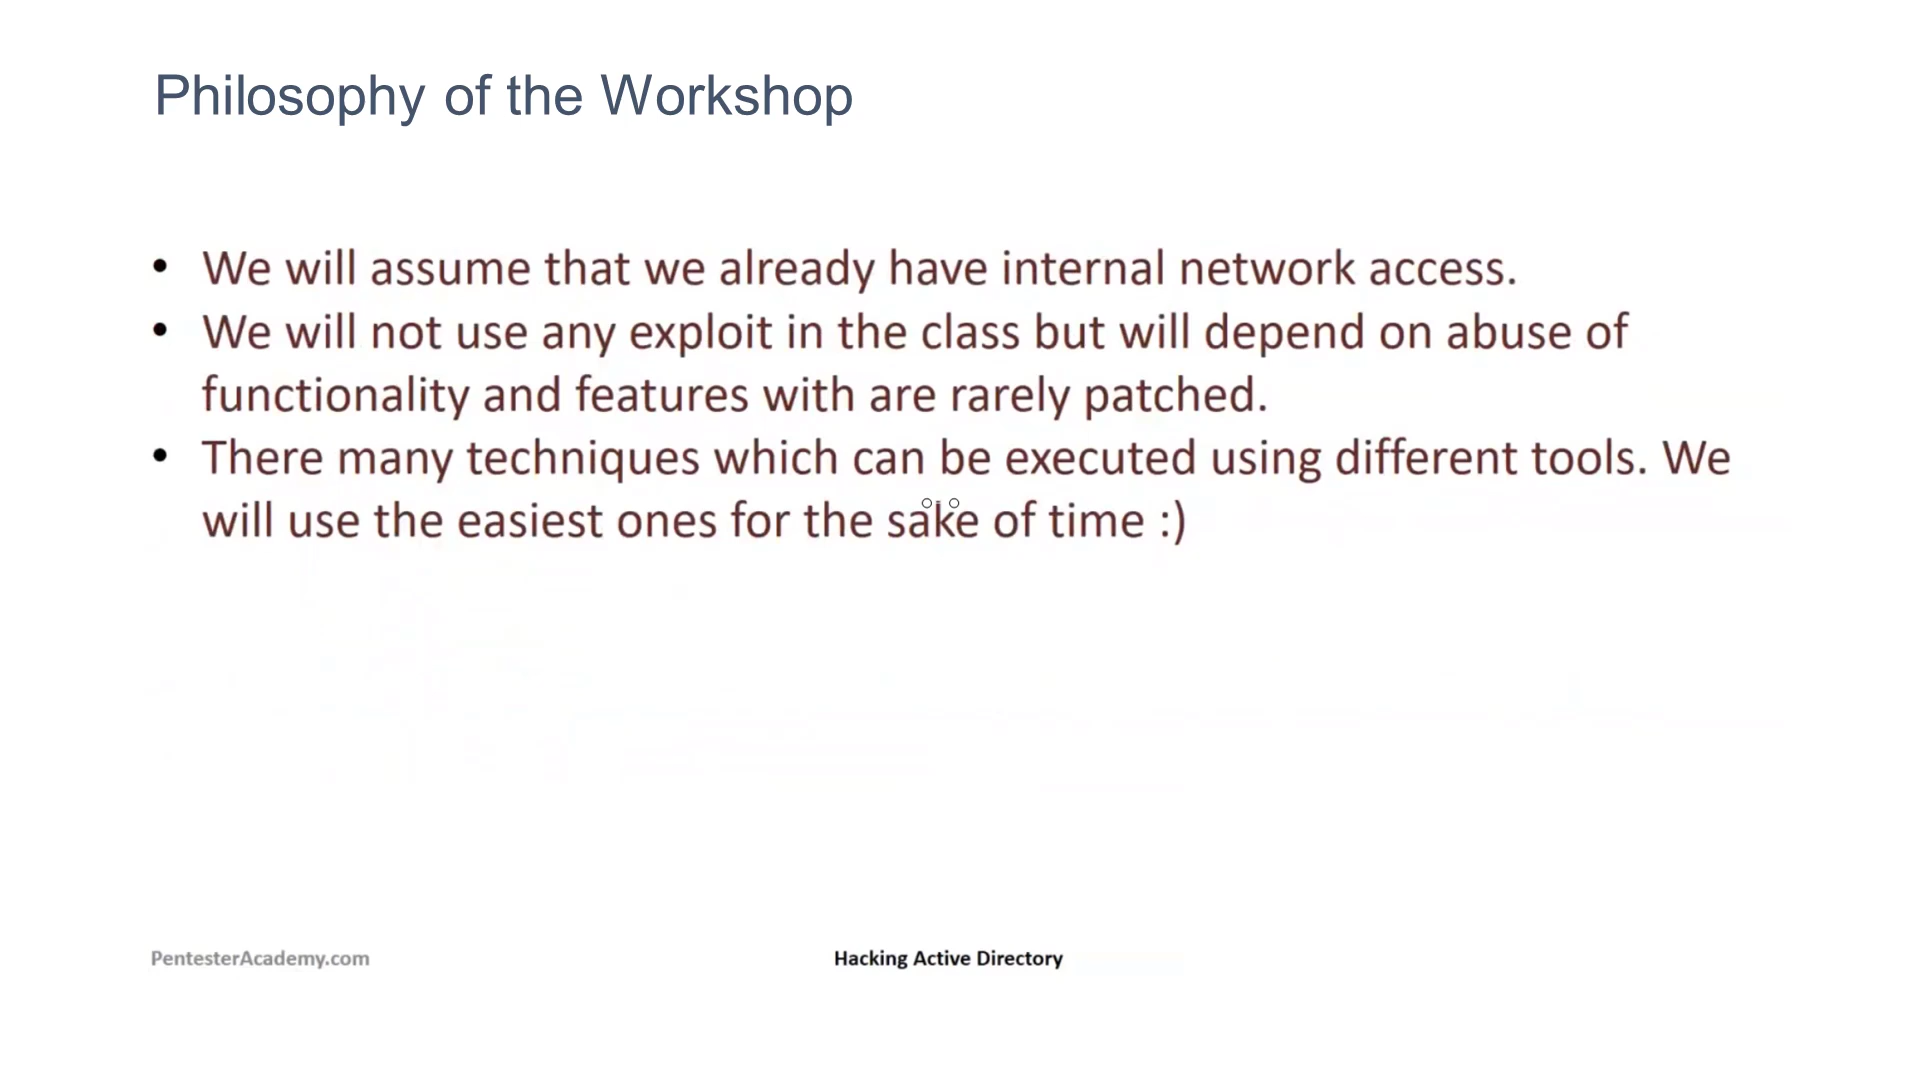 Philosophy of the Workshop
• We will assume that we already have internal network access.
• We will not use any exploit in the class but will depend on abuse of
functionality and features with are rarely patched.
• There many techniques which can be executed using different tools. We
will use the easiest ones for the sake of time :)
PentesterAcademy.com
Hacking Active Directory